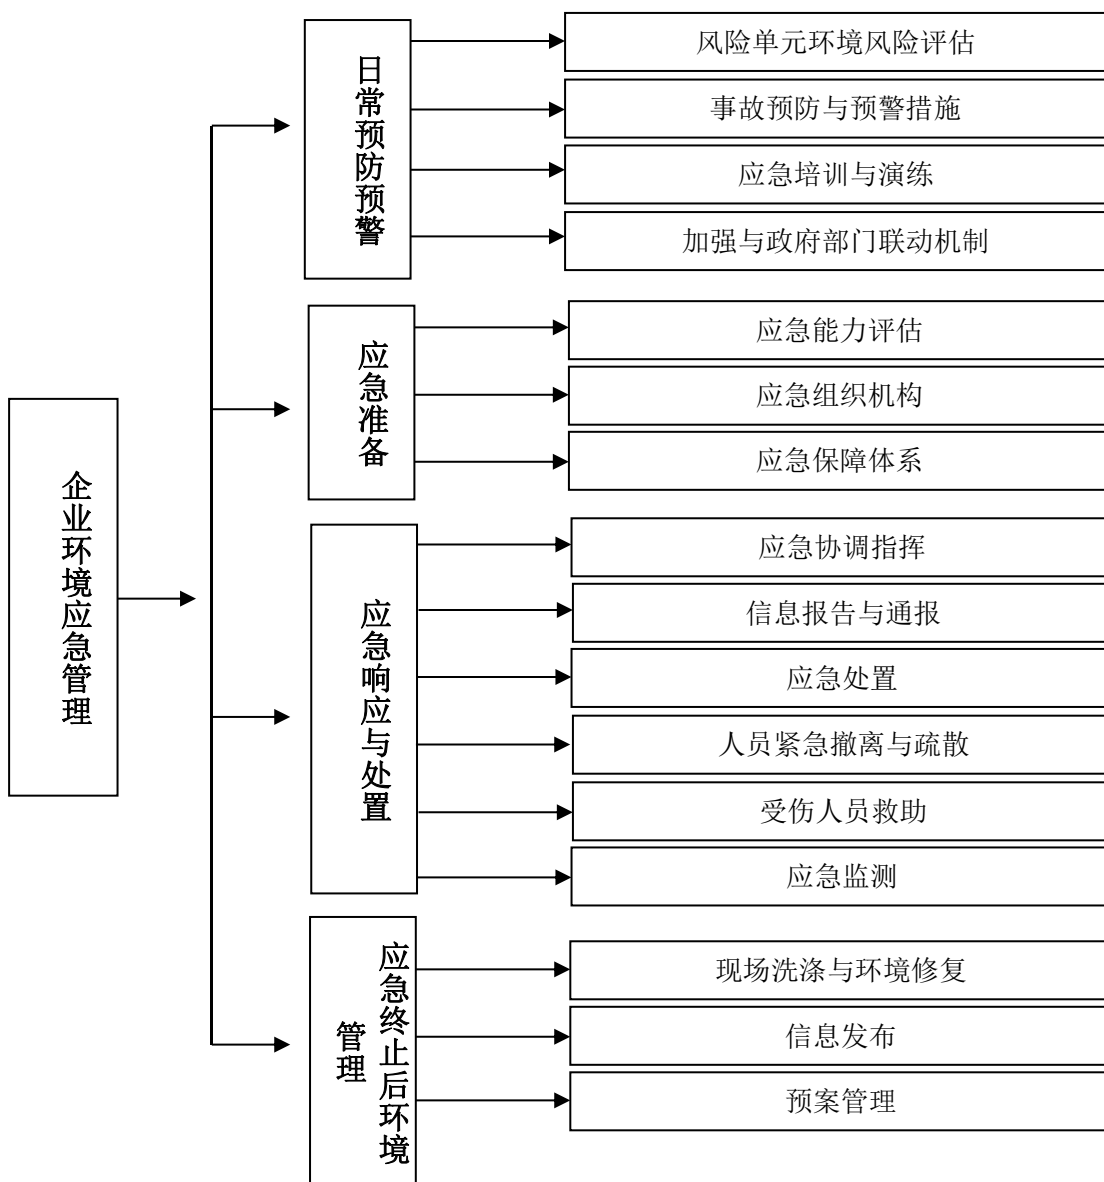 企业环境应急管理
日常预防预警
风险单元环境风险评估
事故预防与预警措施
应急培训与演练
加强与政府部门联动机制
应急准备
应急能力评估
应急组织机构
应急保障体系
应急响应与处置
应急协调指挥
信息报告与通报
应急处置
人员紧急撤离与疏散
受伤人员救助
应急监测
应急终止后环境
管理
现场洗涤与环境修复
信息发布
预案管理